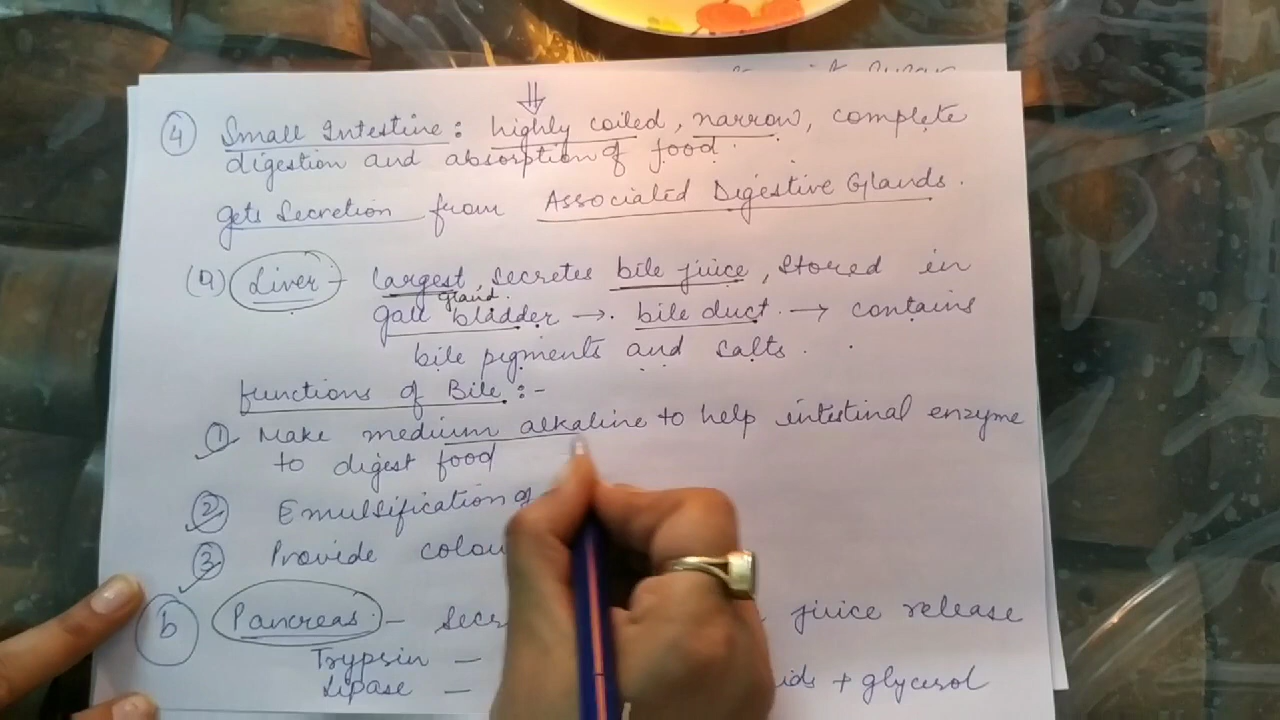 ④ Small Intestine : highly coiled, narrow, complete
digestion and absorption of food.
gets secretion from Associated Digestive Glands.
(a) Liver - largest, secretes bile juice, stored in
gland.
gall bladder →. bile duct. → contains
bile pigments and salts.
functions of Bile :-
① Make medium alkaline to help intestinal enzyme
to digest food
② Emulsification of
③ Provide
b Pancreas. - juice release
Trypsin -
Lipase - + glycerol